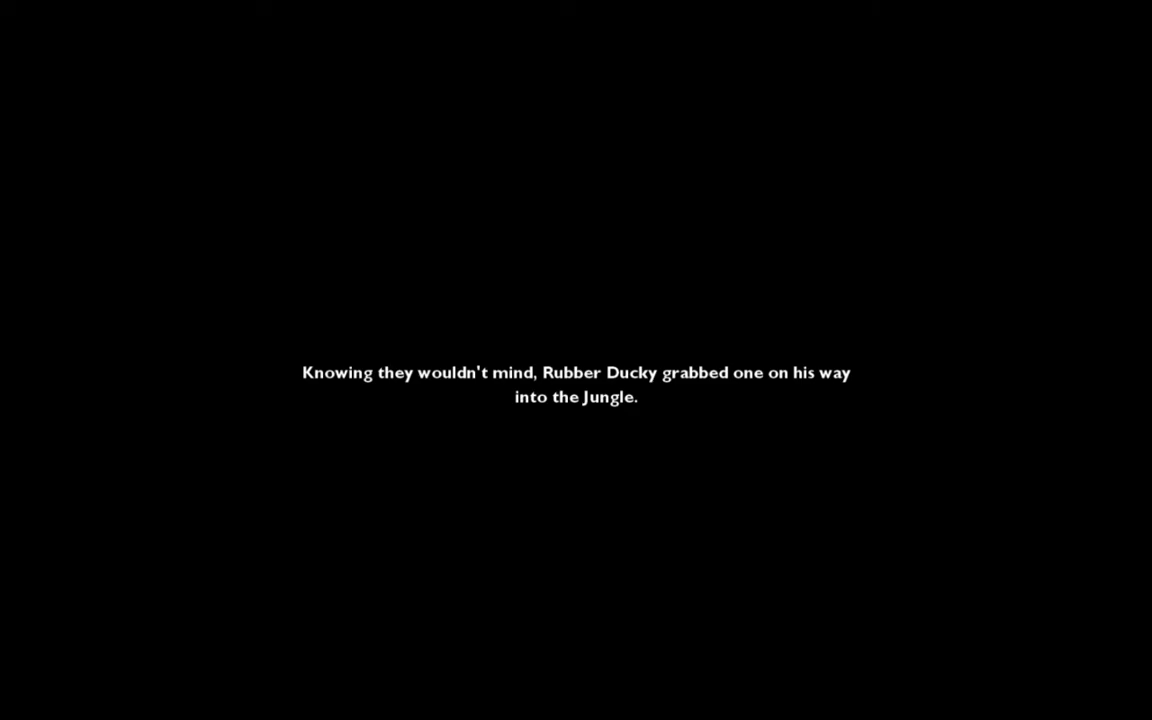 Knowing they wouldn't mind, Rubber Ducky grabbed one on his way
into the Jungle.